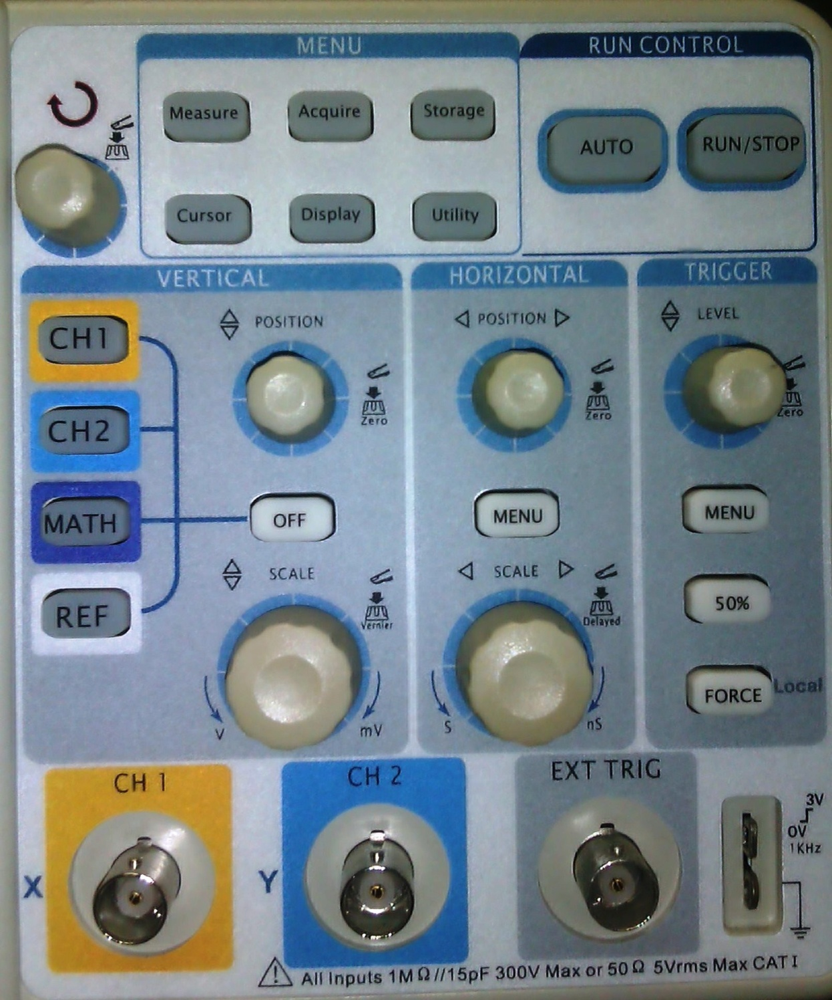 MENU
RUN CONTROL
Measure
Acquire
Storage
AUTO
RUN/STOP
Cursor
Display
Utility
VERTICAL
HORIZONTAL
TRIGGER
CH1
POSITION
POSITION
LEVEL
Zero
Zero
Zero
CH2
MATH
OFF
MENU
MENU
SCALE
SCALE
Vernier
Delayed
50%
REF
FORCE
Local
V
mV
S
nS
CH 1
CH 2
EXT TRIG
3V
0V
1KHz
X
Y
All Inputs 1MΩ//15pF 300V Max or 50Ω 5Vrms Max CAT I